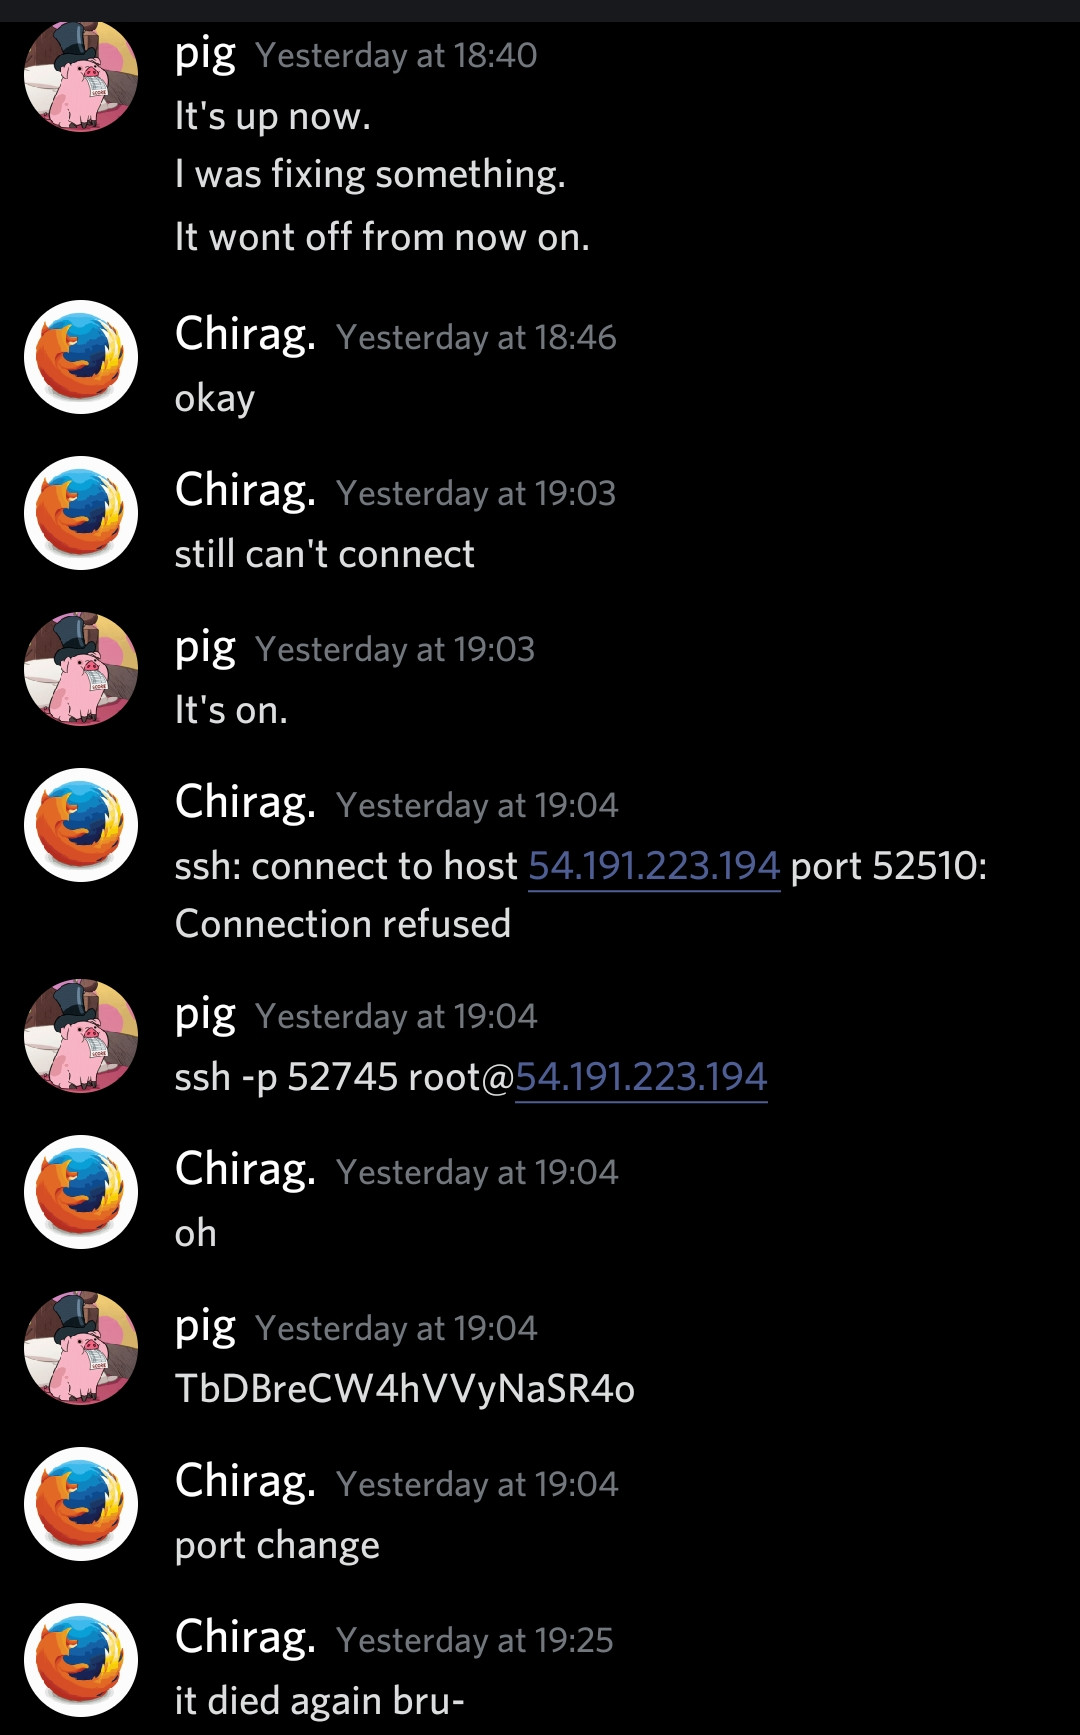 pig Yesterday at 18:40
It's up now.
I was fixing something.
It wont off from now on.
Chirag. Yesterday at 18:46
okay
Chirag. Yesterday at 19:03
still can't connect
pig Yesterday at 19:03
It's on.
Chirag. Yesterday at 19:04
ssh: connect to host 54.191.223.194 port 52510:
Connection refused
pig Yesterday at 19:04
ssh -p 52745 root@54.191.223.194
Chirag. Yesterday at 19:04
oh
pig Yesterday at 19:04
TbDBreCW4hVVyNaSR4o
Chirag. Yesterday at 19:04
port change
Chirag. Yesterday at 19:25
it died again bru-